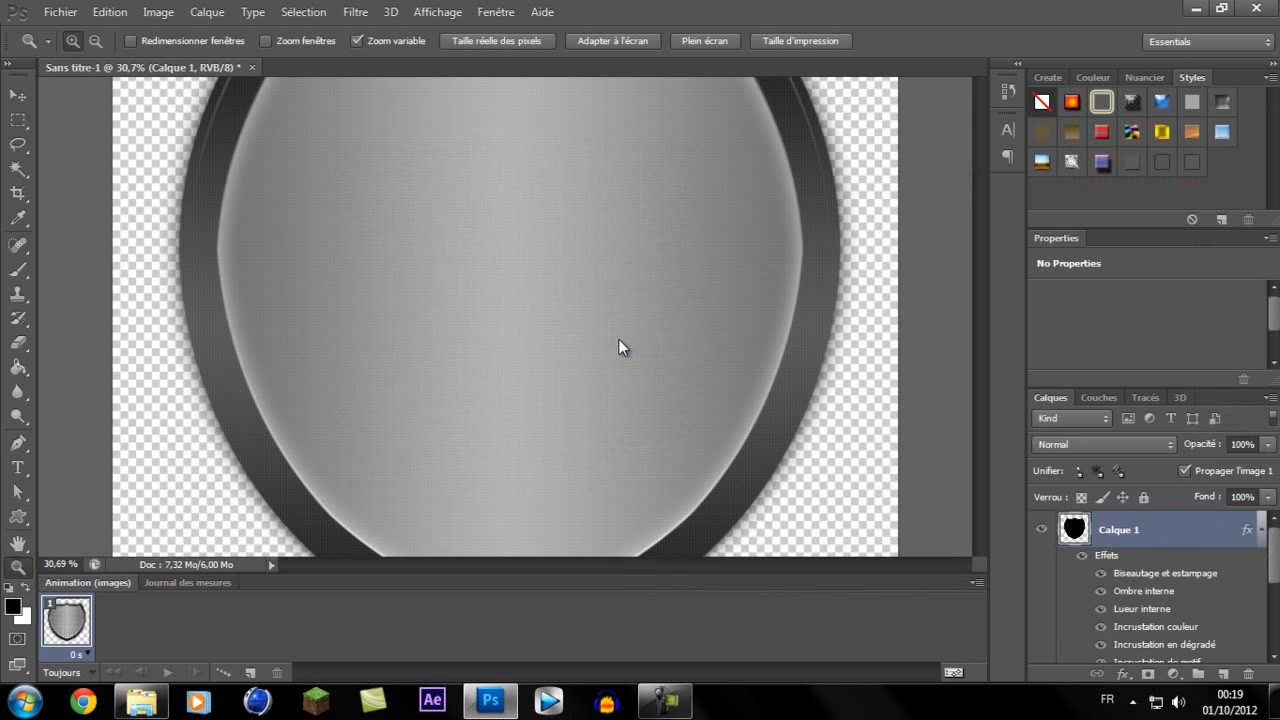 Ps Fichier Edition Image Calque Type Sélection Filtre 3D Affichage Fenêtre Aide
Redimensionner fenêtres Zoom fenêtres Zoom variable Taille réelle des pixels Adapter à l'écran Plein écran Taille d'impression Essentials
Sans titre-1 @ 30,7% (Calque 1, RVB/8) * ×
Create Couleur Nuancier Styles
Properties
No Properties
Calques Couches Tracés 3D
Kind
Normal Opacité : 100%
Unifier: Propager l'image 1
Verrou : Fond : 100%
Calque 1 fx
Effets
Biseautage et estampage
Ombre interne
Lueur interne
Incrustation couleur
Incrustation en dégradé
Incrustation de motif
30,69 % Doc : 7,32 Mo/6,00 Mo
Animation (images) Journal des mesures
1
0 s
Toujours
Ae Ps FR 00:19
01/10/2012